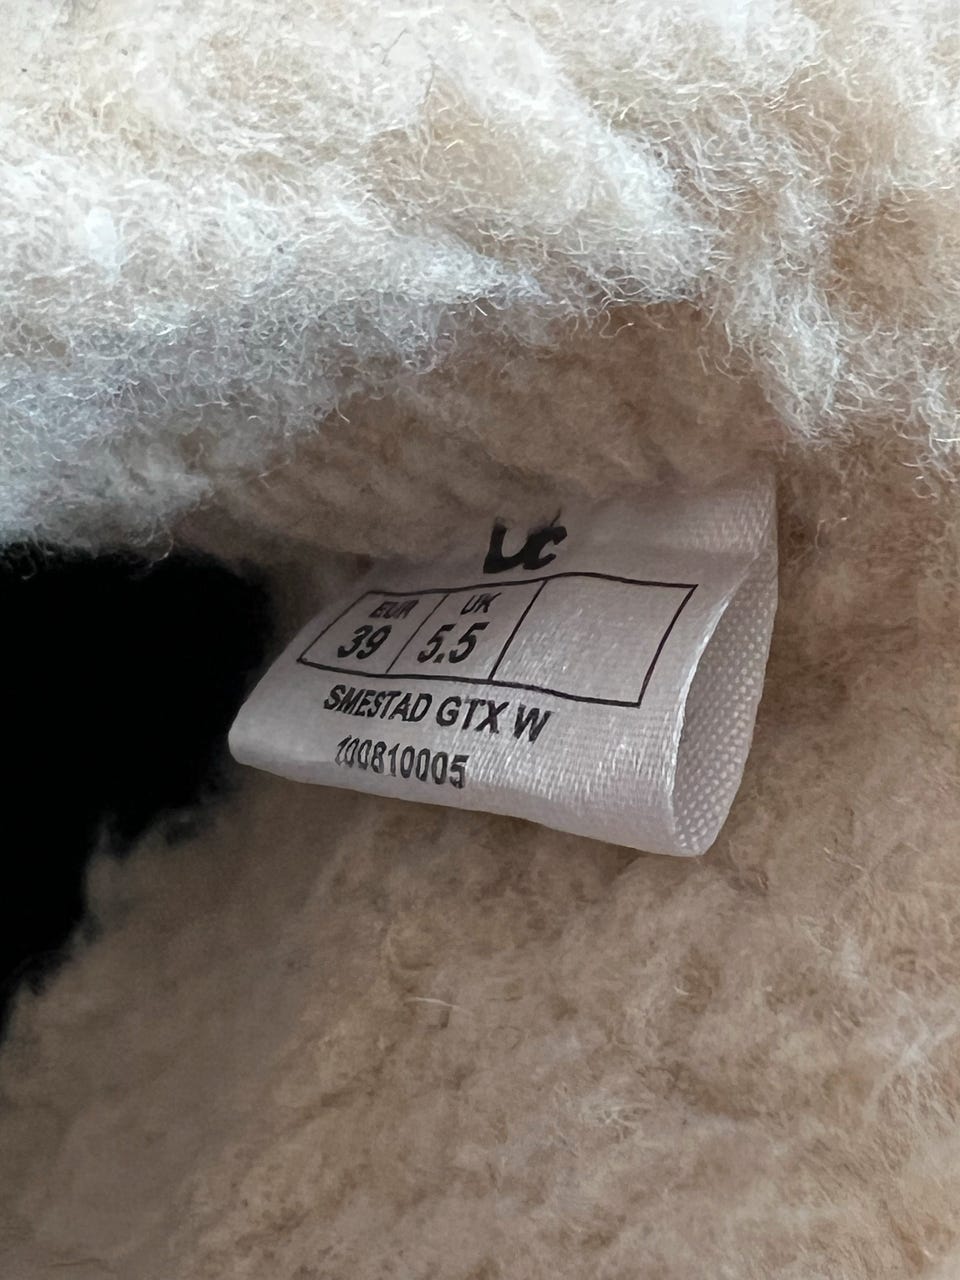 EUR UK
39 5.5
SMESTAD GTX W
100810005